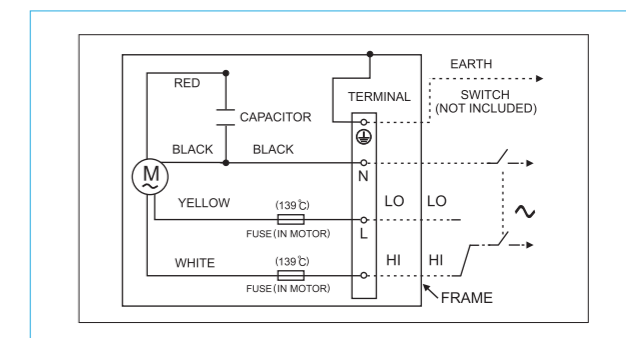 EARTH
RED
TERMINAL
SWITCH
(NOT INCLUDED)
CAPACITOR
BLACK
BLACK
N
M
YELLOW
(139℃)
LO
LO
L
FUSE(IN MOTOR)
WHITE
(139℃)
HI
HI
FUSE(IN MOTOR)
FRAME